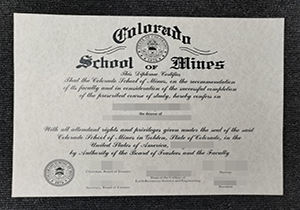 Colorado
School OF Mines
This Diploma Certifies
That the Colorado School of Mines, on the recommendation
of its faculty and in consideration of the successful completion
of the prescribed course of study, hereby confers on
the degree of
With all attendant rights and privileges given under the seal of the said
Colorado School of Mines in Golden, State of Colorado, in the
United States of America,
by Authority of the Board of Trustees and the Faculty